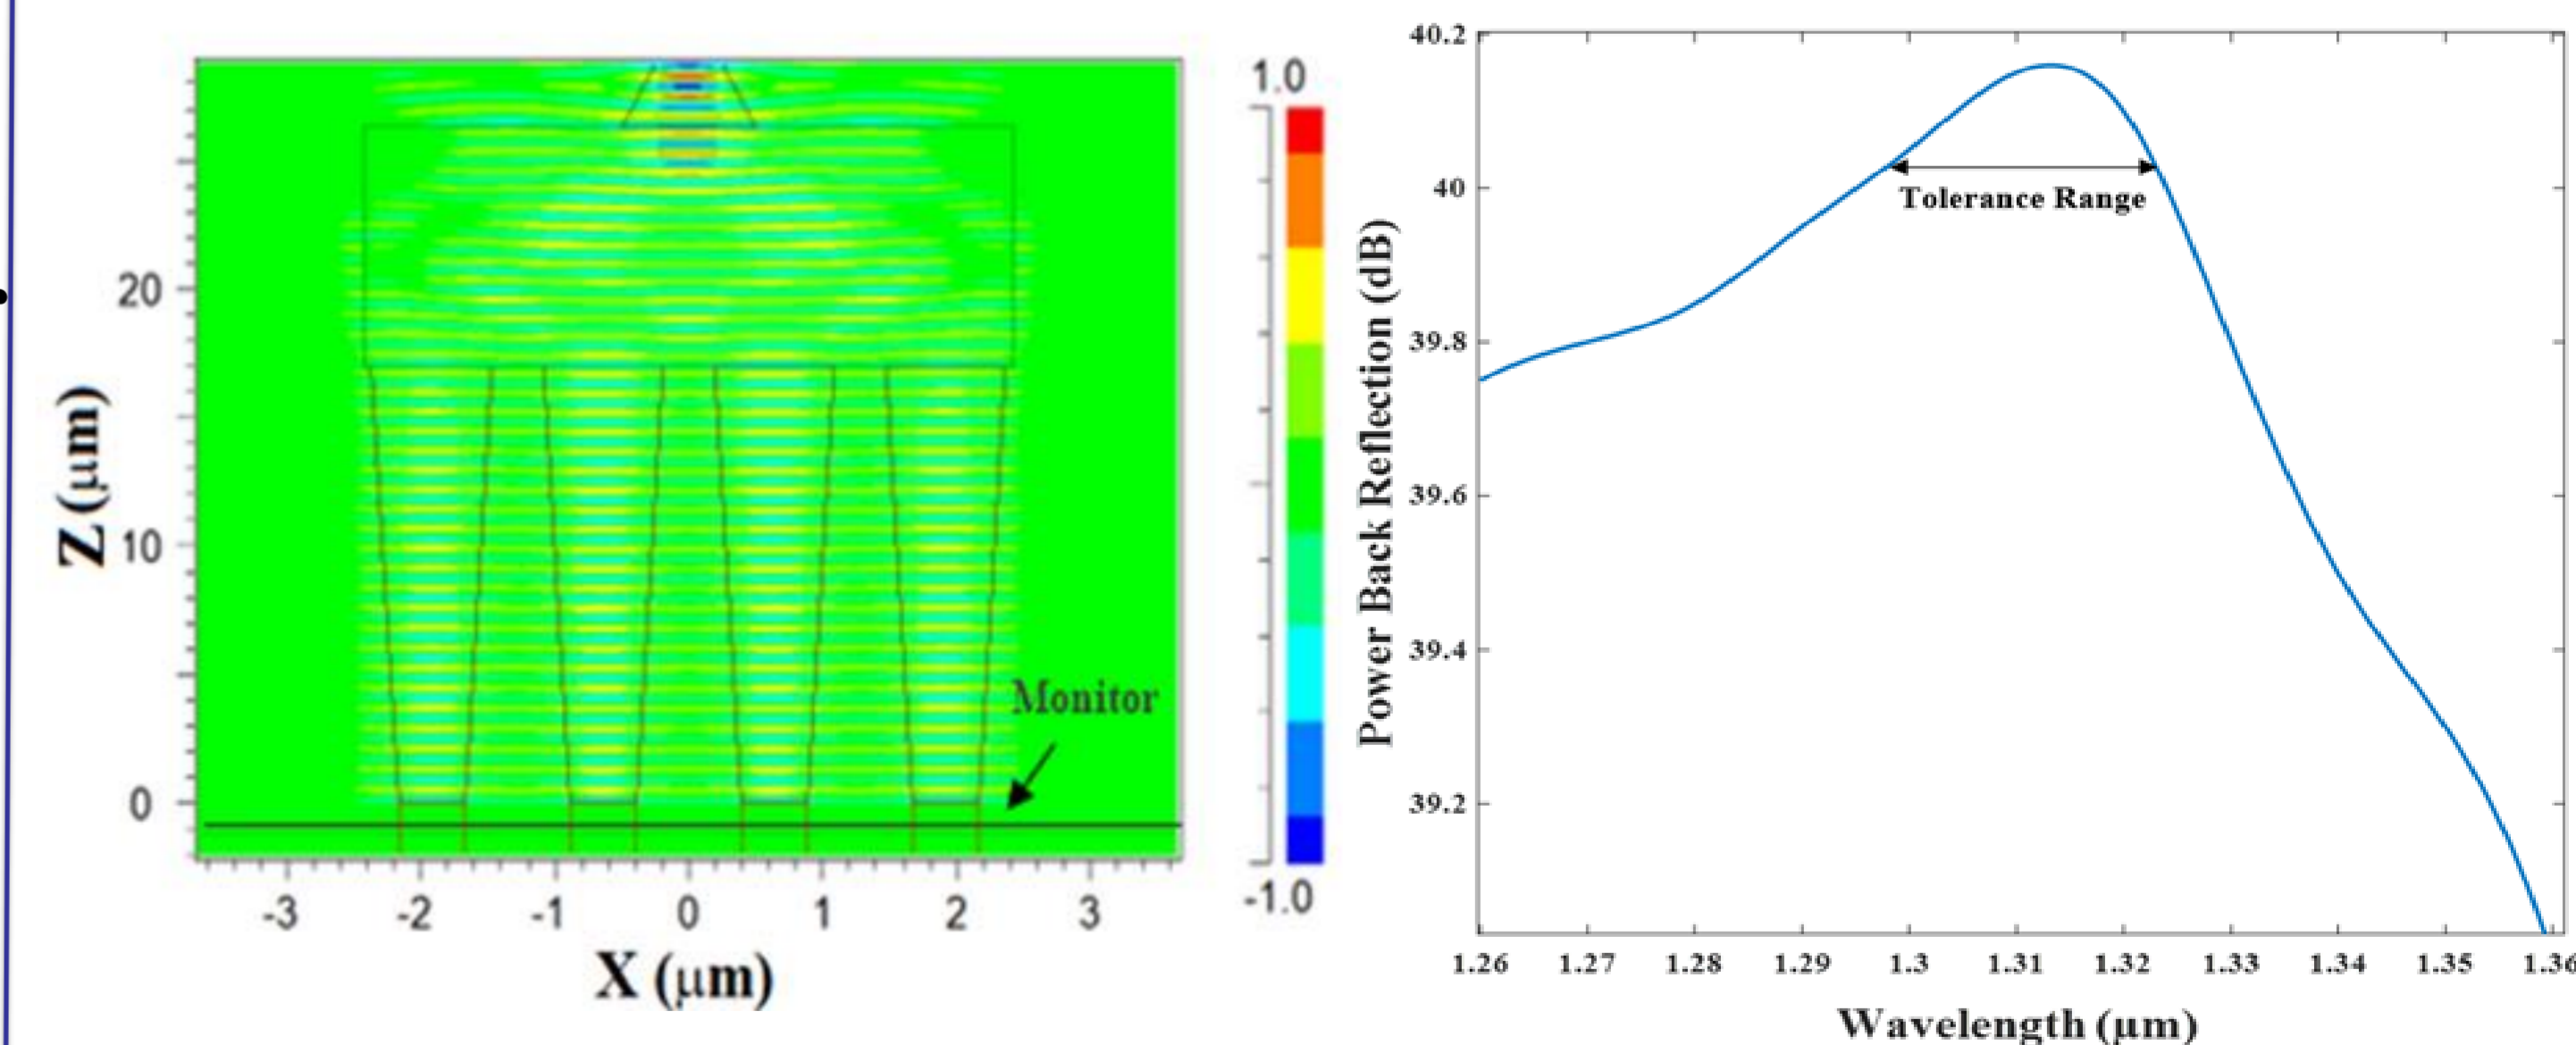 Z (μm)
20
10
0
-3 -2 -1 0 1 2 3
X (μm)
Monitor
1.0
-1.0
Power Back Reflection (dB)
40.2
40
39.8
39.6
39.4
39.2
Tolerance Range
1.26 1.27 1.28 1.29 1.3 1.31 1.32 1.33 1.34 1.35 1.36
Wavelength (μm)